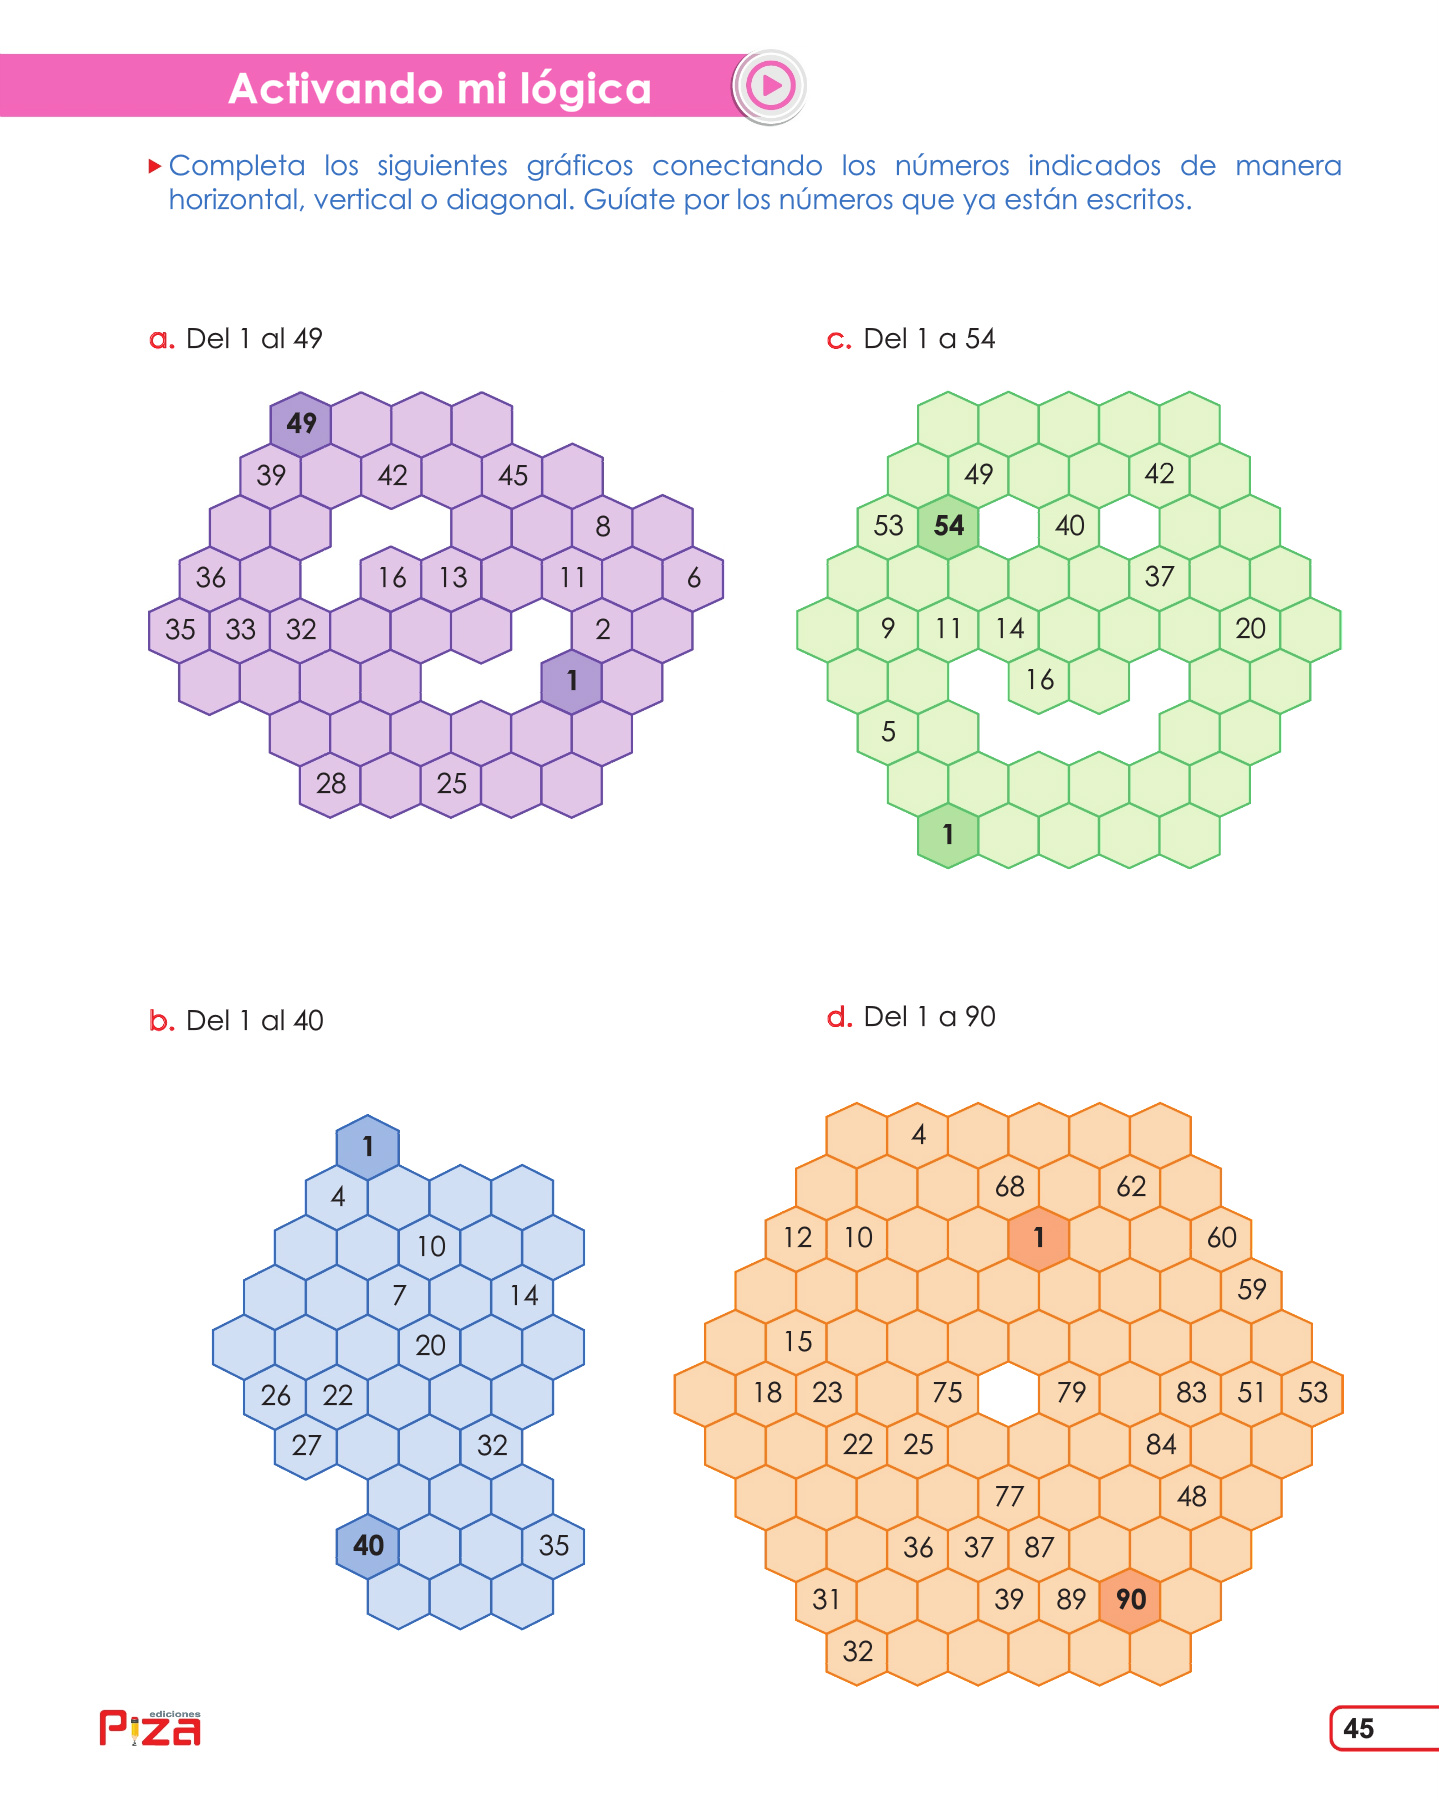 Activando mi lógica
Completa los siguientes gráficos conectando los números indicados de manera
horizontal, vertical o diagonal. Guíate por los números que ya están escritos.
a. Del 1 al 49
49
39 42 45
8
36 16 13 11 6
35 33 32 2
1
28 25
c. Del 1 a 54
49 42
53 54 40
37
9 11 14 20
16
5
1
b. Del 1 al 40
1
4
10
7 14
20
26 22
27 32
40 35
d. Del 1 a 90
4
68 62
12 10 1 60
59
15
18 23 75 79 83 51 53
22 25 84
77 48
36 37 87
31 39 89 90
32
ediciones
Piza
45